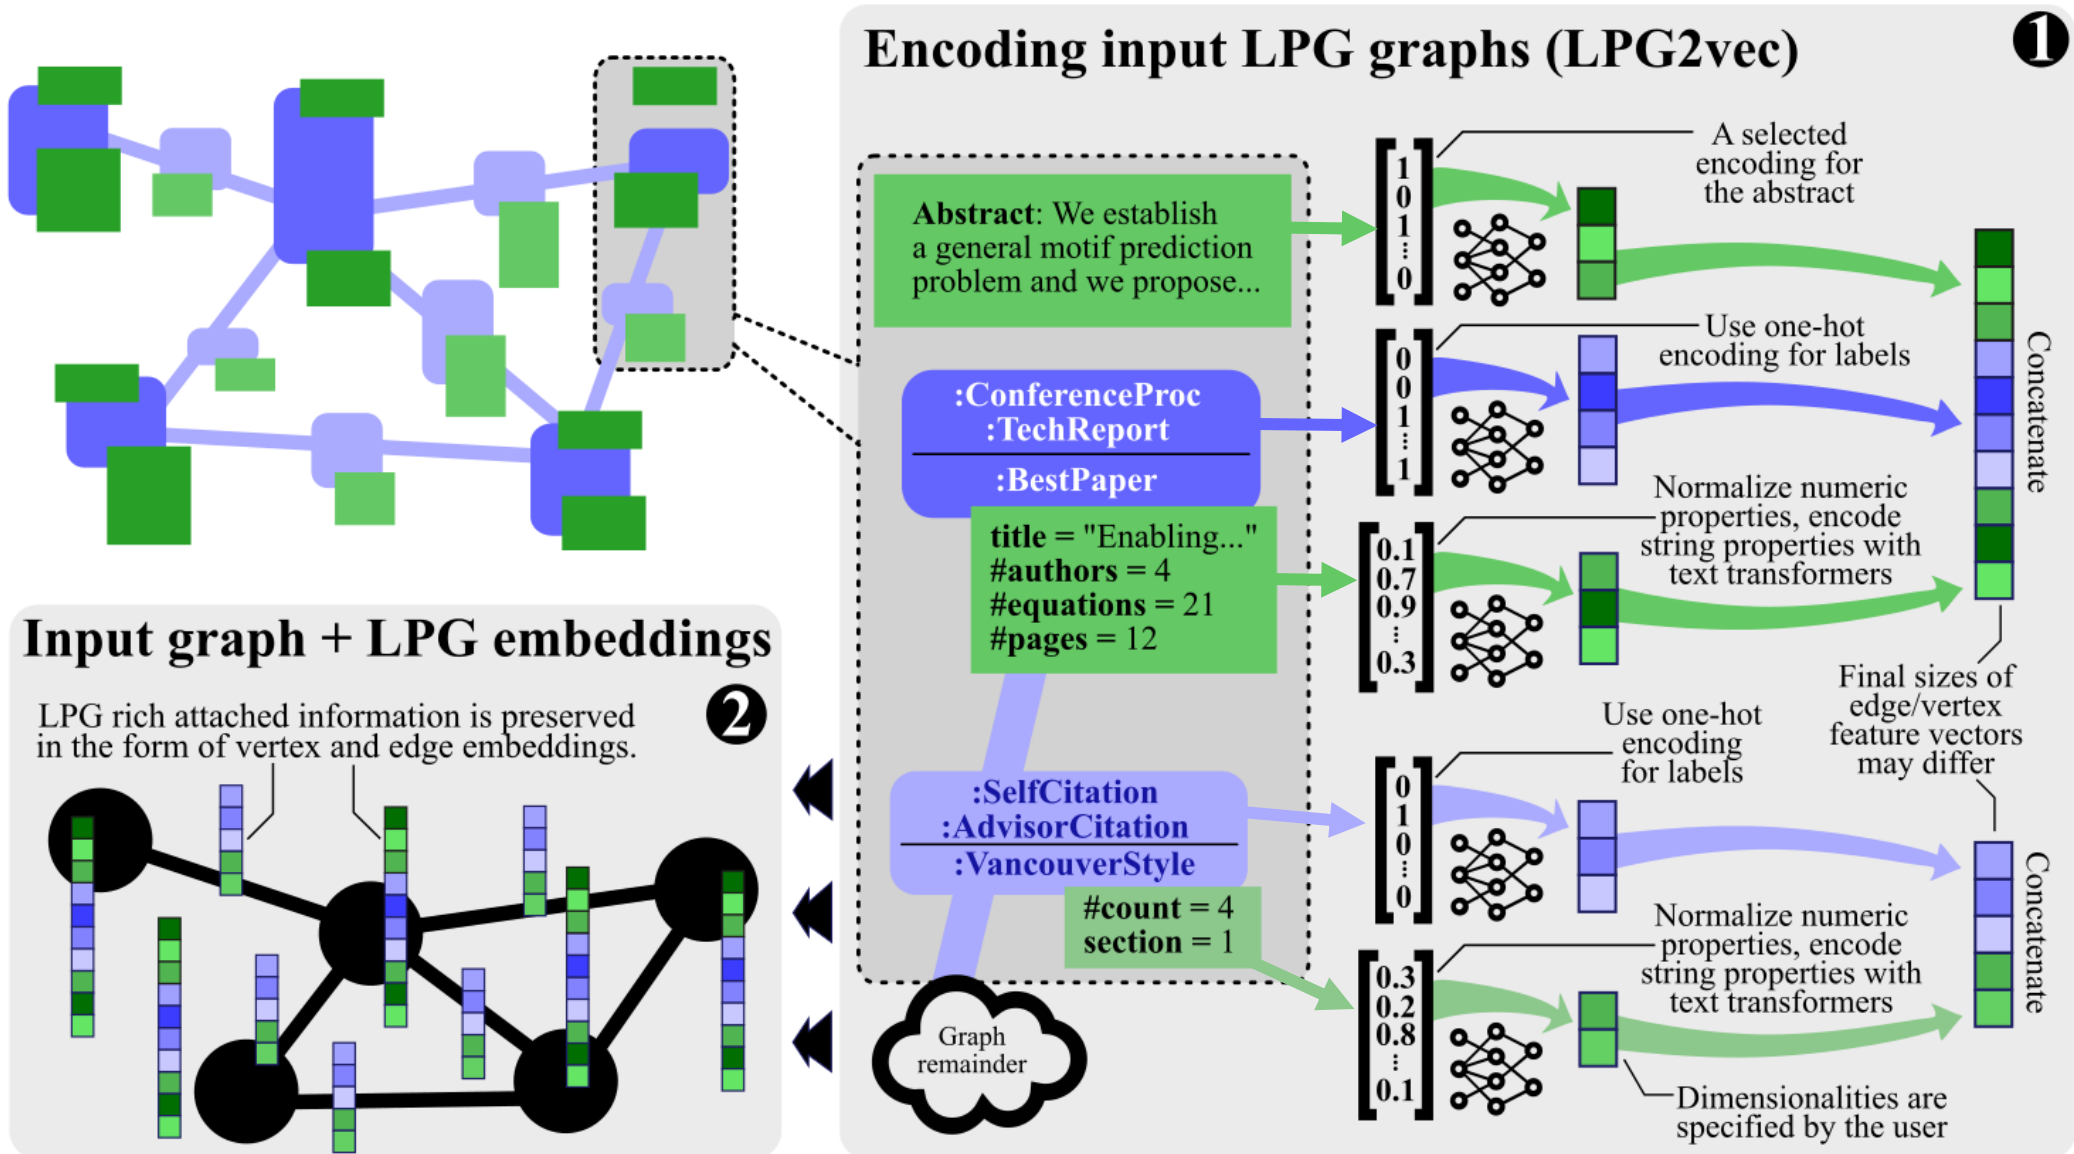 Encoding input LPG graphs (LPG2vec)
1
Abstract: We establish
a general motif prediction
problem and we propose...
:ConferenceProc
:TechReport
:BestPaper
title = "Enabling..."
#authors = 4
#equations = 21
#pages = 12
:SelfCitation
:AdvisorCitation
:VancouverStyle
#count = 4
section = 1
Graph
remainder
1
0
1
...
0
A selected
encoding for
the abstract
0
0
1
...
1
Use one-hot
encoding for labels
0.1
0.7
0.9
...
0.3
Normalize numeric
properties, encode
string properties with
text transformers
Concatenate
Final sizes of
edge/vertex
feature vectors
may differ
0
1
0
...
0
Use one-hot
encoding
for labels
0.3
0.2
0.8
...
0.1
Normalize numeric
properties, encode
string properties with
text transformers
Concatenate
Dimensionalities are
specified by the user
Input graph + LPG embeddings
2
LPG rich attached information is preserved
in the form of vertex and edge embeddings.